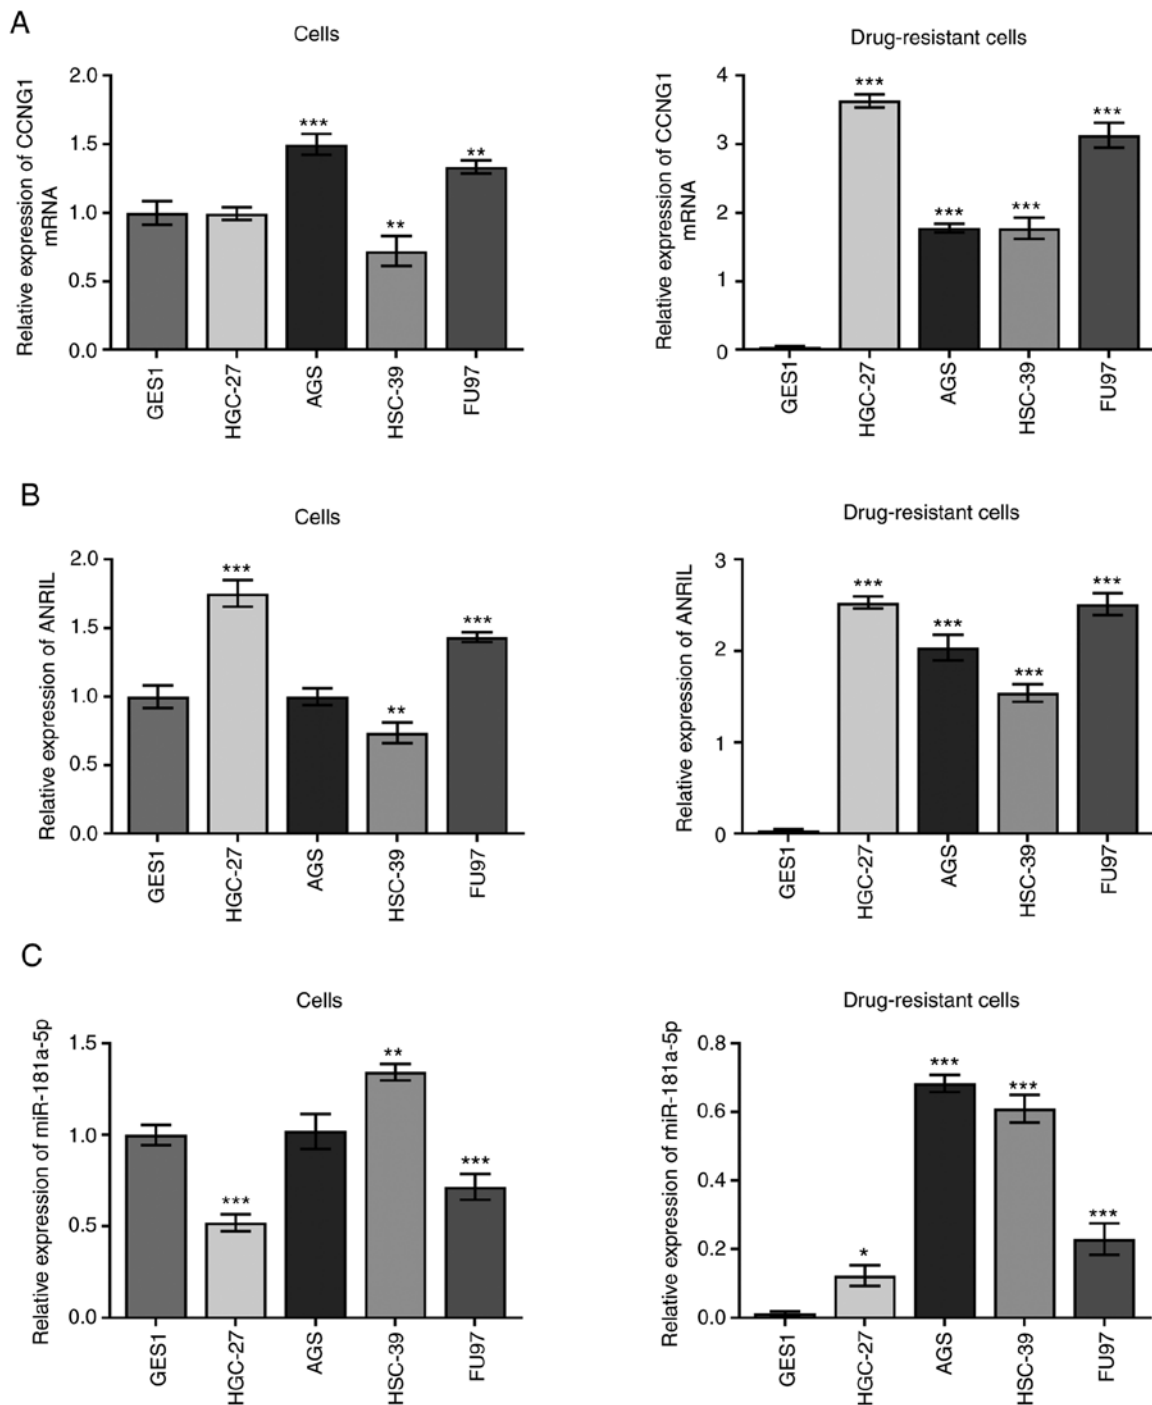 A
Cells
Relative expression of CCNG1
mRNA
2.0
1.5
1.0
0.5
0.0
***
**
**
GES1
HGC-27
AGS
HSC-39
FU97
Drug-resistant cells
Relative expression of CCNG1
mRNA
4
3
2
1
0
***
***
***
***
GES1
HGC-27
AGS
HSC-39
FU97
B
Cells
Relative expression of ANRIL
2.0
1.5
1.0
0.5
0.0
***
**
***
GES1
HGC-27
AGS
HSC-39
FU97
Drug-resistant cells
Relative expression of ANRIL
3
2
1
0
***
***
***
***
GES1
HGC-27
AGS
HSC-39
FU97
C
Cells
Relative expression of miR-181a-5p
1.5
1.0
0.5
0.0
***
**
***
GES1
HGC-27
AGS
HSC-39
FU97
Drug-resistant cells
Relative expression of miR-181a-5p
0.8
0.6
0.4
0.2
0.0
*
***
***
***
GES1
HGC-27
AGS
HSC-39
FU97